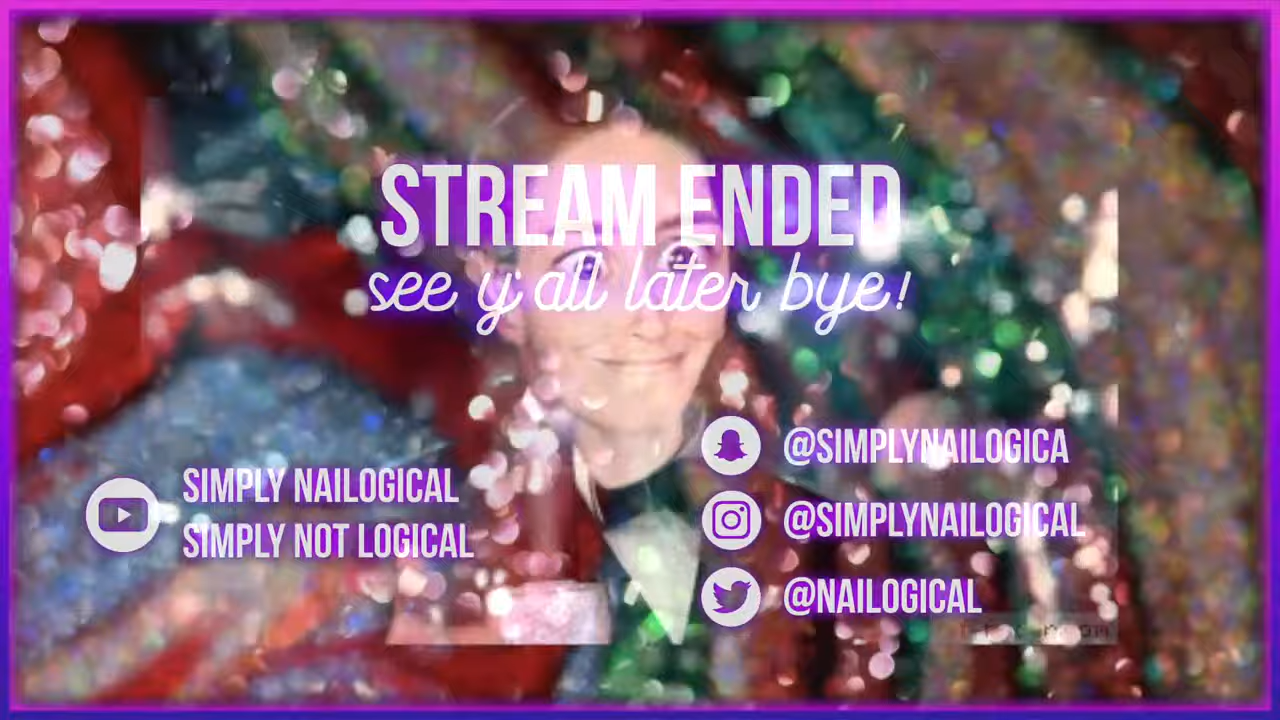 STREAM ENDED
see y'all later bye!
SIMPLY NAILOGICAL
SIMPLY NOT LOGICAL
@SIMPLYNAILOGICA
@SIMPLYNAILOGICAL
@NAILOGICAL